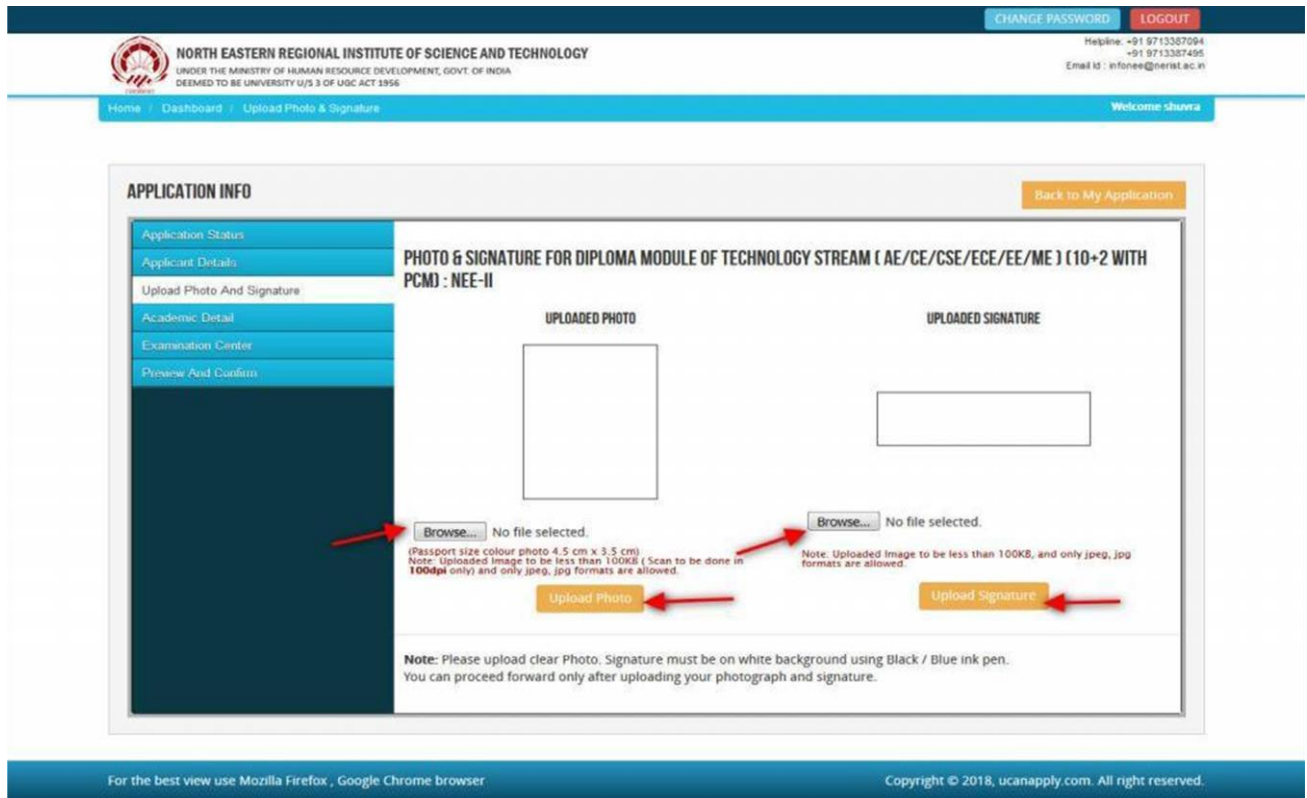 CHANGE PASSWORD LOGOUT
NORTH EASTERN REGIONAL INSTITUTE OF SCIENCE AND TECHNOLOGY
UNDER THE MINISTRY OF HUMAN RESOURCE DEVELOPMENT, GOVT. OF INDIA
DEEMED TO BE UNIVERSITY U/S 3 OF UGC ACT 1956
Helpline: +91 9713387094
+91 9713387495
Email Id : infonee@nerist.ac.in
Home / Dashboard / Upload Photo & Signature
Welcome shuvra
APPLICATION INFO
Back to My Application
Application Status
Applicant Details
Upload Photo And Signature
Academic Detail
Examination Center
Preview And Confirm
PHOTO & SIGNATURE FOR DIPLOMA MODULE OF TECHNOLOGY STREAM ( AE/CE/CSE/ECE/EE/ME ) (10+2 WITH
PCM) : NEE-II
UPLOADED PHOTO
Browse... No file selected.
(Passport size colour photo 4.5 cm x 3.5 cm)
Note: Uploaded Image to be less than 100KB ( Scan to be done in
100dpi only) and only jpeg, jpg formats are allowed.
Upload Photo
UPLOADED SIGNATURE
Browse... No file selected.
Note: Uploaded Image to be less than 100KB, and only jpeg, jpg
formats are allowed.
Upload Signature
Note: Please upload clear Photo. Signature must be on white background using Black / Blue ink pen.
You can proceed forward only after uploading your photograph and signature.
For the best view use Mozilla Firefox , Google Chrome browser
Copyright © 2018, ucanapply.com. All right reserved.